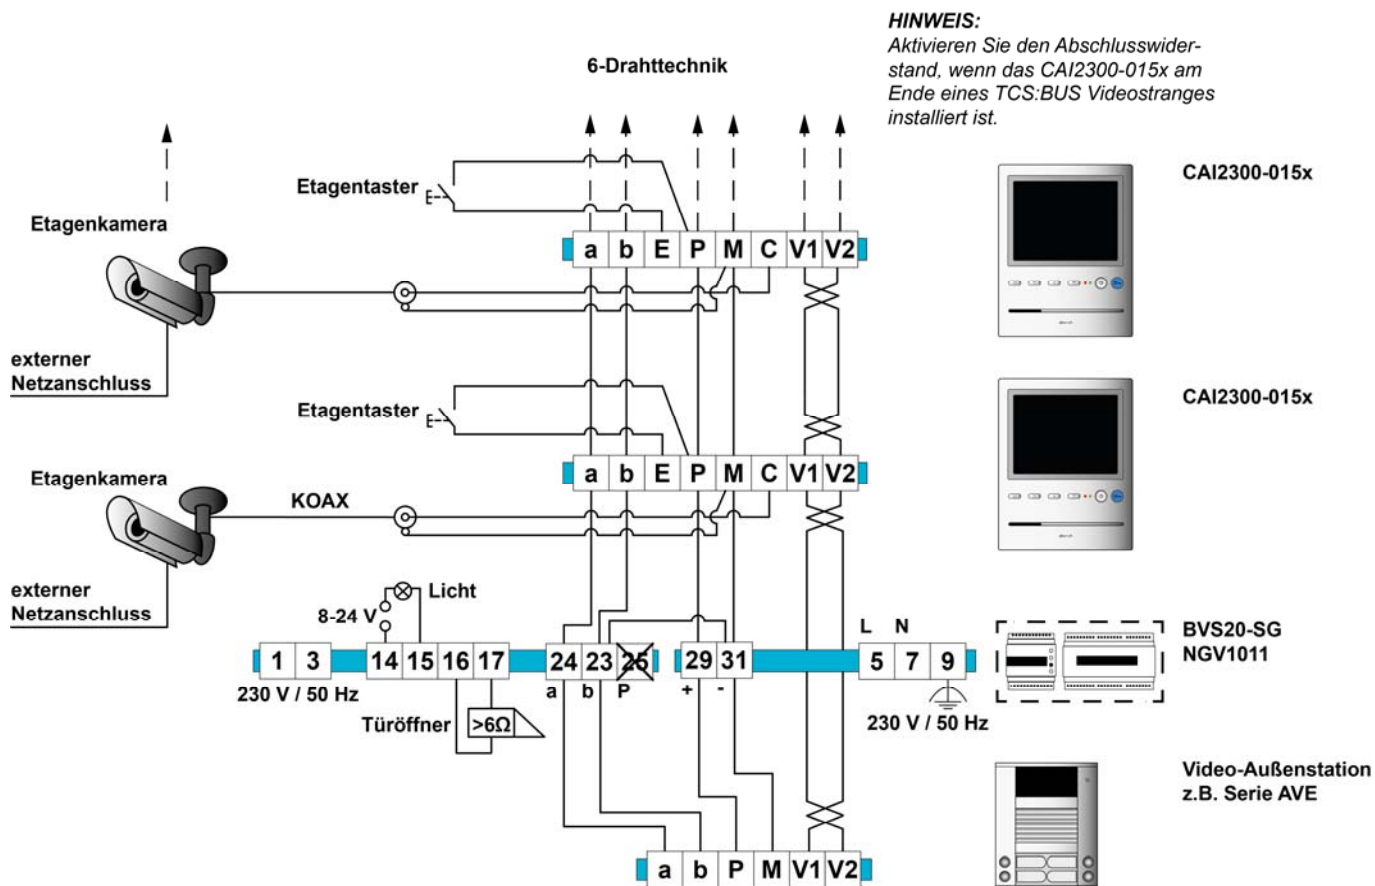 HINWEIS:
Aktivieren Sie den Abschlusswider-
stand, wenn das CAI2300-015x am
Ende eines TCS:BUS Videostranges
installiert ist.
6-Drahttechnik
Etagentaster
CAI2300-015x
Etagenkamera
a b E P M C V1 V2
externer
Netzanschluss
Etagentaster
CAI2300-015x
a b E P M C V1 V2
Etagenkamera
KOAX
externer
Netzanschluss
Licht
8-24 V
L N
BVS20-SG
NGV1011
1 3 14 15 16 17 24 23 25 29 31 5 7 9
a b P + -
230 V / 50 Hz
230 V / 50 Hz
Türöffner
>6Ω
Video-Außenstation
z.B. Serie AVE
a b P M V1 V2